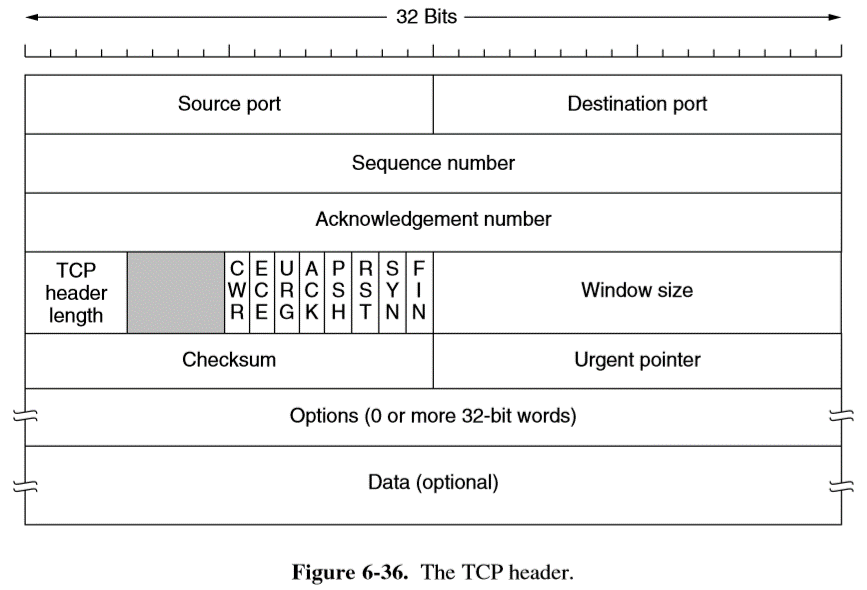 32 Bits
Source port Destination port
Sequence number
Acknowledgement number
TCP
header
length
CWR ECE URG ACK PSH RST SYN FIN
Window size
Checksum Urgent pointer
Options (0 or more 32-bit words)
Data (optional)
Figure 6-36. The TCP header.